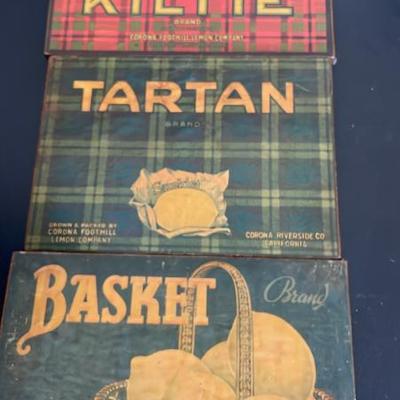 KILTIE
BRAND
CORONA FOOTHILL LEMON COMPANY
TARTAN
BRAND
GROWN & PACKED BY
CORONA FOOTHILL
LEMON COMPANY
CORONA, RIVERSIDE CO.
CALIFORNIA
BASKET
Brand